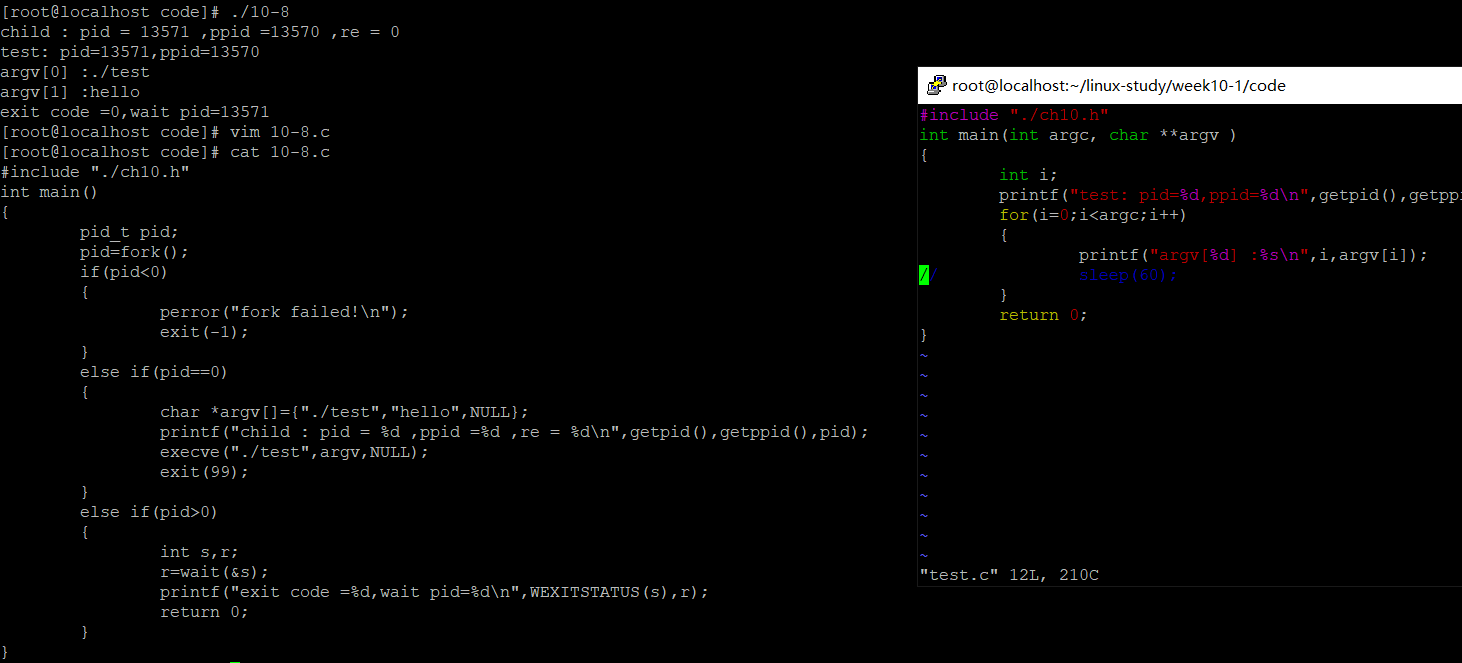 [root@localhost code]# ./10-8
child : pid = 13571 ,ppid =13570 ,re = 0
test: pid=13571,ppid=13570
argv[0] :./test
argv[1] :hello
exit code =0,wait pid=13571
[root@localhost code]# vim 10-8.c
[root@localhost code]# cat 10-8.c
#include "./ch10.h"
int main()
{
        pid_t pid;
        pid=fork();
        if(pid<0)
        {
                perror("fork failed!\n");
                exit(-1);
        }
        else if(pid==0)
        {
                char *argv[]={"./test","hello",NULL};
                printf("child : pid = %d ,ppid =%d ,re = %d\n",getpid(),getppid(),pid);
                execve("./test",argv,NULL);
                exit(99);
        }
        else if(pid>0)
        {
                int s,r;
                r=wait(&s);
                printf("exit code =%d,wait pid=%d\n",WEXITSTATUS(s),r);
                return 0;
        }
}
root@localhost:~/linux-study/week10-1/code
#include "./ch10.h"
int main(int argc, char **argv )
{
        int i;
        printf("test: pid=%d,ppid=%d\n",getpid(),getppi
        for(i=0;i<argc;i++)
        {
                printf("argv[%d] :%s\n",i,argv[i]);
//              sleep(60);
        }
        return 0;
}
~
~
~
~
~
~
~
~
~
~
~
"test.c" 12L, 210C